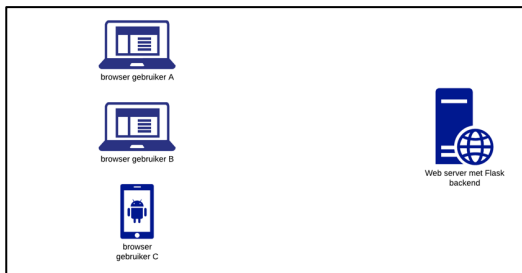 browser gebruiker A
browser gebruiker B
browser
gebruiker C
Web server met Flask
backend